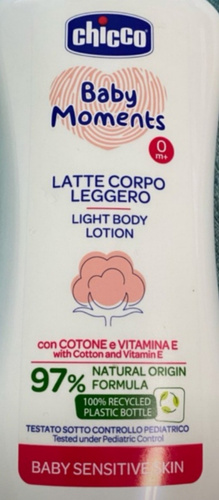 chicco
Baby
Moments
0
m+
LATTE CORPO
LEGGERO
LIGHT BODY
LOTION
con COTONE e VITAMINA E
with Cotton and Vitamin E
97% NATURAL ORIGIN
FORMULA
100% RECYCLED
PLASTIC BOTTLE
TESTATO SOTTO CONTROLLO PEDIATRICO
Tested under Pediatric Control
BABY SENSITIVE SKIN